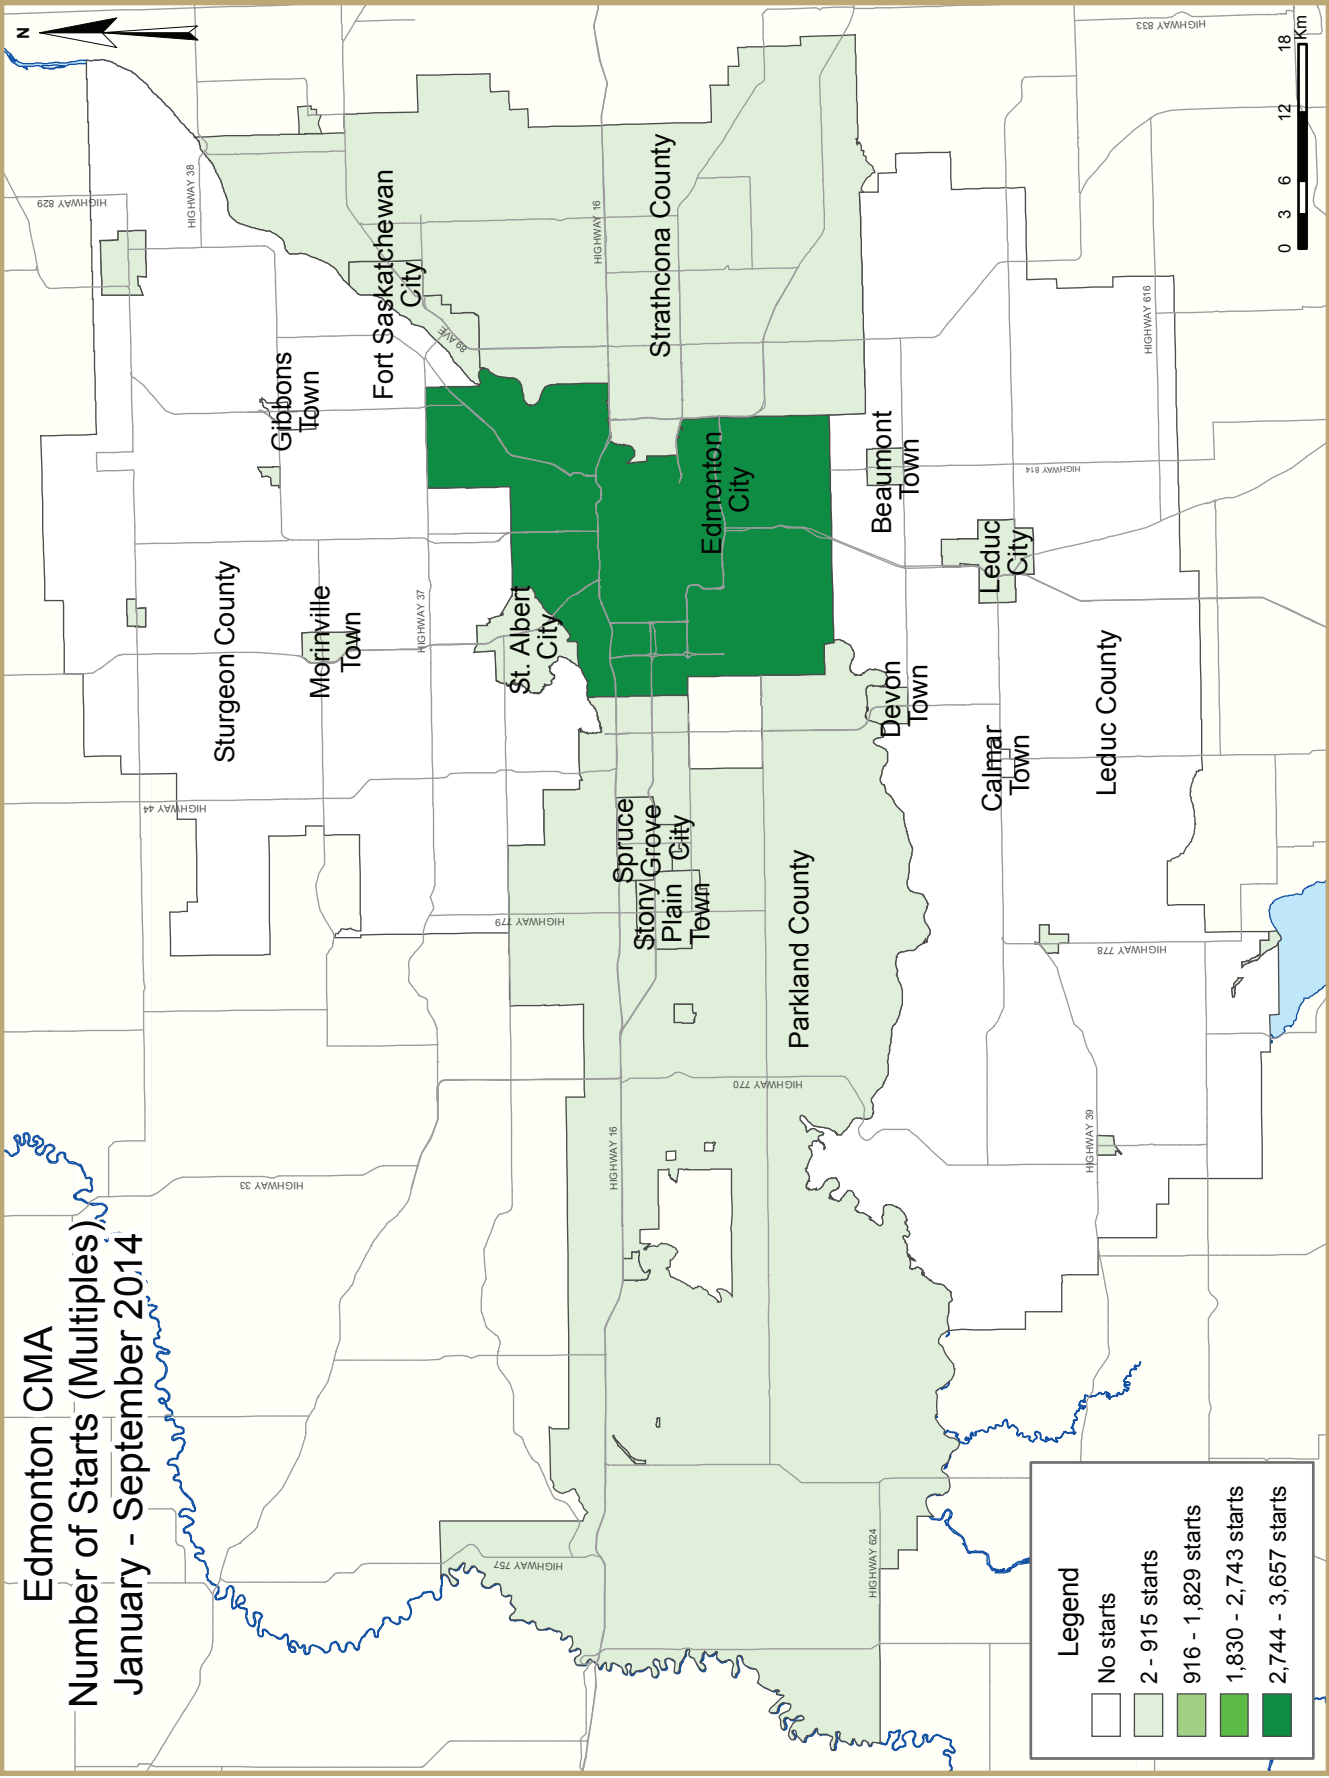 Edmonton CMA
Number of Starts (Multiples)
January - September 2014
N
HIGHWAY 829
HIGHWAY 38
HIGHWAY 833
Gibbons
Town
Fort Saskatchewan
City
89 AVE
HIGHWAY 16
Strathcona County
Sturgeon County
Morinville
Town
HIGHWAY 37
HIGHWAY 44
St. Albert
City
Edmonton
City
Beaumont
Town
HIGHWAY 814
HIGHWAY 616
Leduc
City
Devon
Town
Calmar
Town
Leduc County
Spruce
Grove
City
Stony
Plain
Town
HIGHWAY 779
Parkland County
HIGHWAY 770
HIGHWAY 778
HIGHWAY 39
HIGHWAY 16
HIGHWAY 33
HIGHWAY 757
HIGHWAY 624
Legend
No starts
2 - 915 starts
916 - 1,829 starts
1,830 - 2,743 starts
2,744 - 3,657 starts
0 3 6 12 18
Km